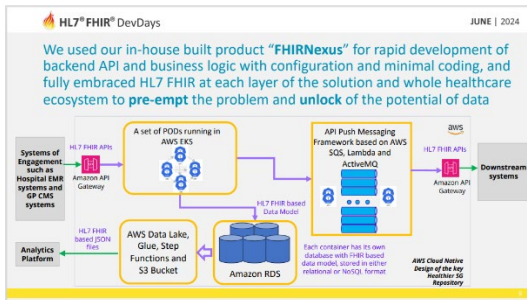 HL7® FHIR® DevDays
JUNE | 2024
We used our in-house built product “FHIRNexus” for rapid development of
backend API and business logic with configuration and minimal coding, and
fully embraced HL7 FHIR at each layer of the solution and whole healthcare
ecosystem to pre-empt the problem and unlock of the potential of data
Systems of
Engagement
such as
Hospital EMR
systems and
GP CMS
systems
HL7 FHIR APIs
Amazon API
Gateway
A set of PODs running in
AWS EKS
API Push Messaging
Framework based on AWS
SQS, Lambda and
ActiveMQ
aws
HL7 FHIR APIs
Amazon API
Gateway
Downstream
systems
HL7 FHIR based
Data Model
Analytics
Platform
HL7 FHIR
based JSON
files
AWS Data Lake,
Glue, Step
Functions and
S3 Bucket
Amazon RDS
Each container has its own
database with FHIR based
data model, stored in either
relational or NoSQL format
AWS Cloud Native
Design of the key
Healthier SG
Repository